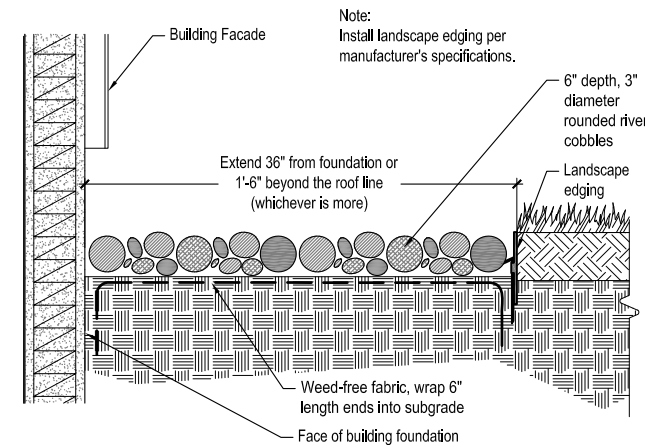 Note:
Install landscape edging per
manufacturer's specifications.
Building Facade
6" depth, 3"
diameter
rounded river
cobbles
Extend 36" from foundation or
1'-6" beyond the roof line
(whichever is more)
Landscape
edging
Weed-free fabric, wrap 6"
length ends into subgrade
Face of building foundation